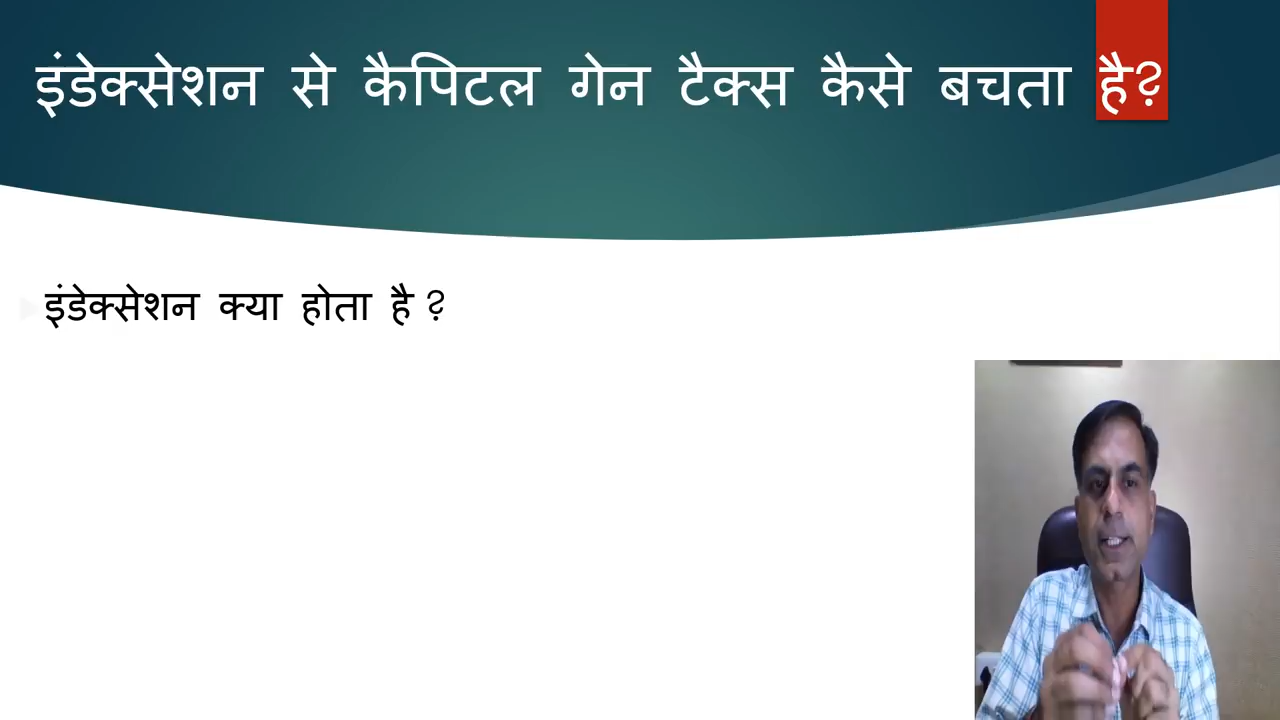 इंडेक्सेशन से कैपिटल गेन टैक्स कैसे बचता है?
इंडेक्सेशन क्या होता है ?